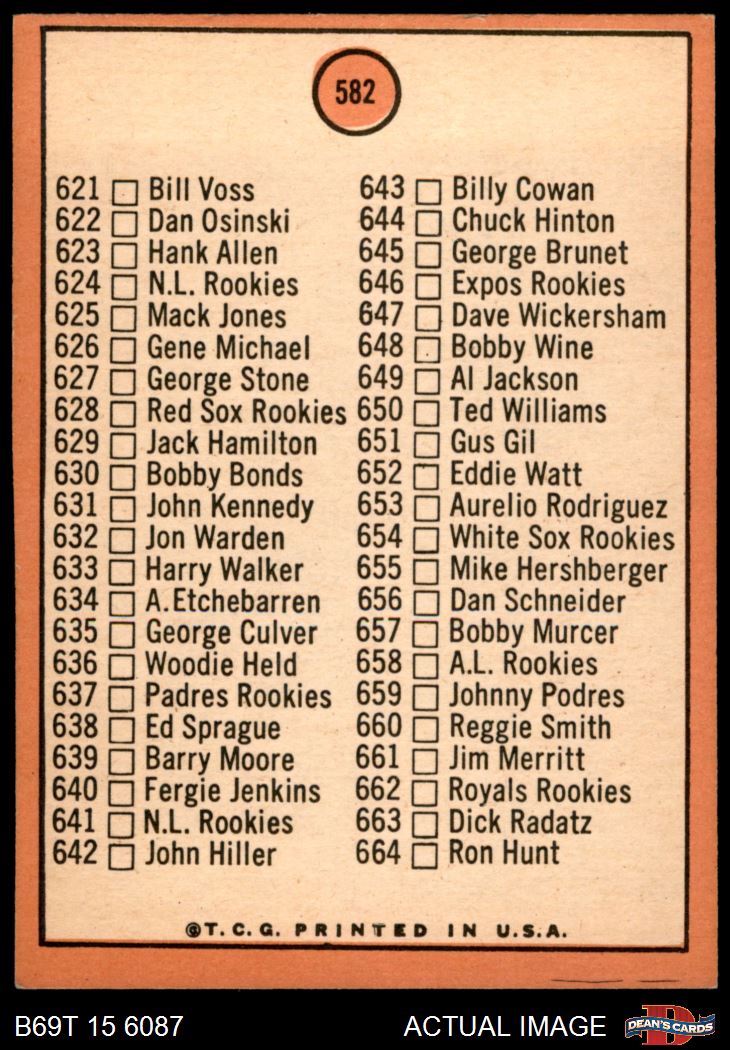 582
621 Bill Voss
622 Dan Osinski
623 Hank Allen
624 N.L. Rookies
625 Mack Jones
626 Gene Michael
627 George Stone
628 Red Sox Rookies
629 Jack Hamilton
630 Bobby Bonds
631 John Kennedy
632 Jon Warden
633 Harry Walker
634 A.Etchebarren
635 George Culver
636 Woodie Held
637 Padres Rookies
638 Ed Sprague
639 Barry Moore
640 Fergie Jenkins
641 N.L. Rookies
642 John Hiller
643 Billy Cowan
644 Chuck Hinton
645 George Brunet
646 Expos Rookies
647 Dave Wickersham
648 Bobby Wine
649 Al Jackson
650 Ted Williams
651 Gus Gil
652 Eddie Watt
653 Aurelio Rodriguez
654 White Sox Rookies
655 Mike Hershberger
656 Dan Schneider
657 Bobby Murcer
658 A.L. Rookies
659 Johnny Podres
660 Reggie Smith
661 Jim Merritt
662 Royals Rookies
663 Dick Radatz
664 Ron Hunt
©T.C.G. PRINTED IN U.S.A.
B69T 15 6087
ACTUAL IMAGE
D
DEAN'S CARDS